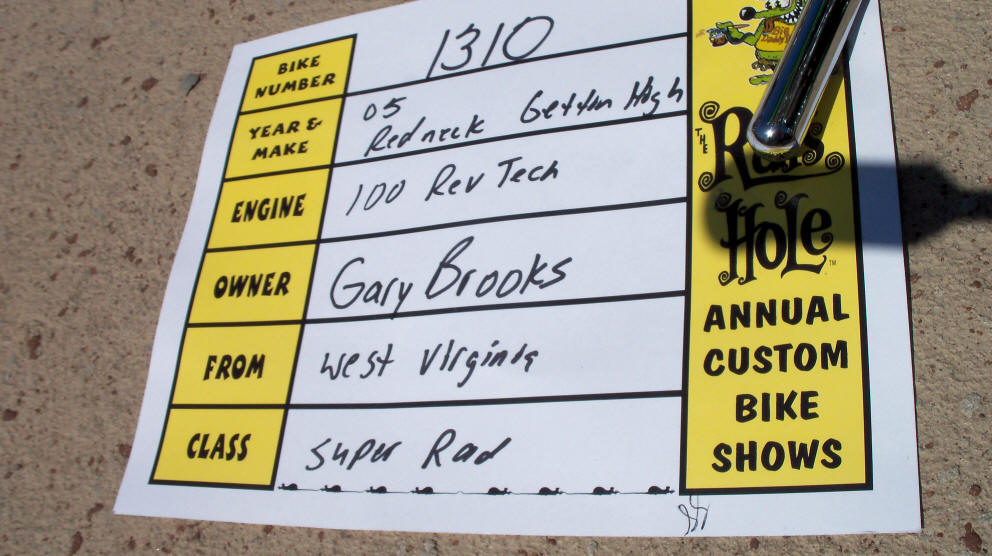 BIKE NUMBER 1310
YEAR & MAKE 05 Redneck Gettin High
ENGINE 100 Rev Tech
OWNER Gary Brooks
FROM West Virginia
CLASS Super Rad
THE
Rat's
HOLE™
ANNUAL
CUSTOM
BIKE
SHOWS